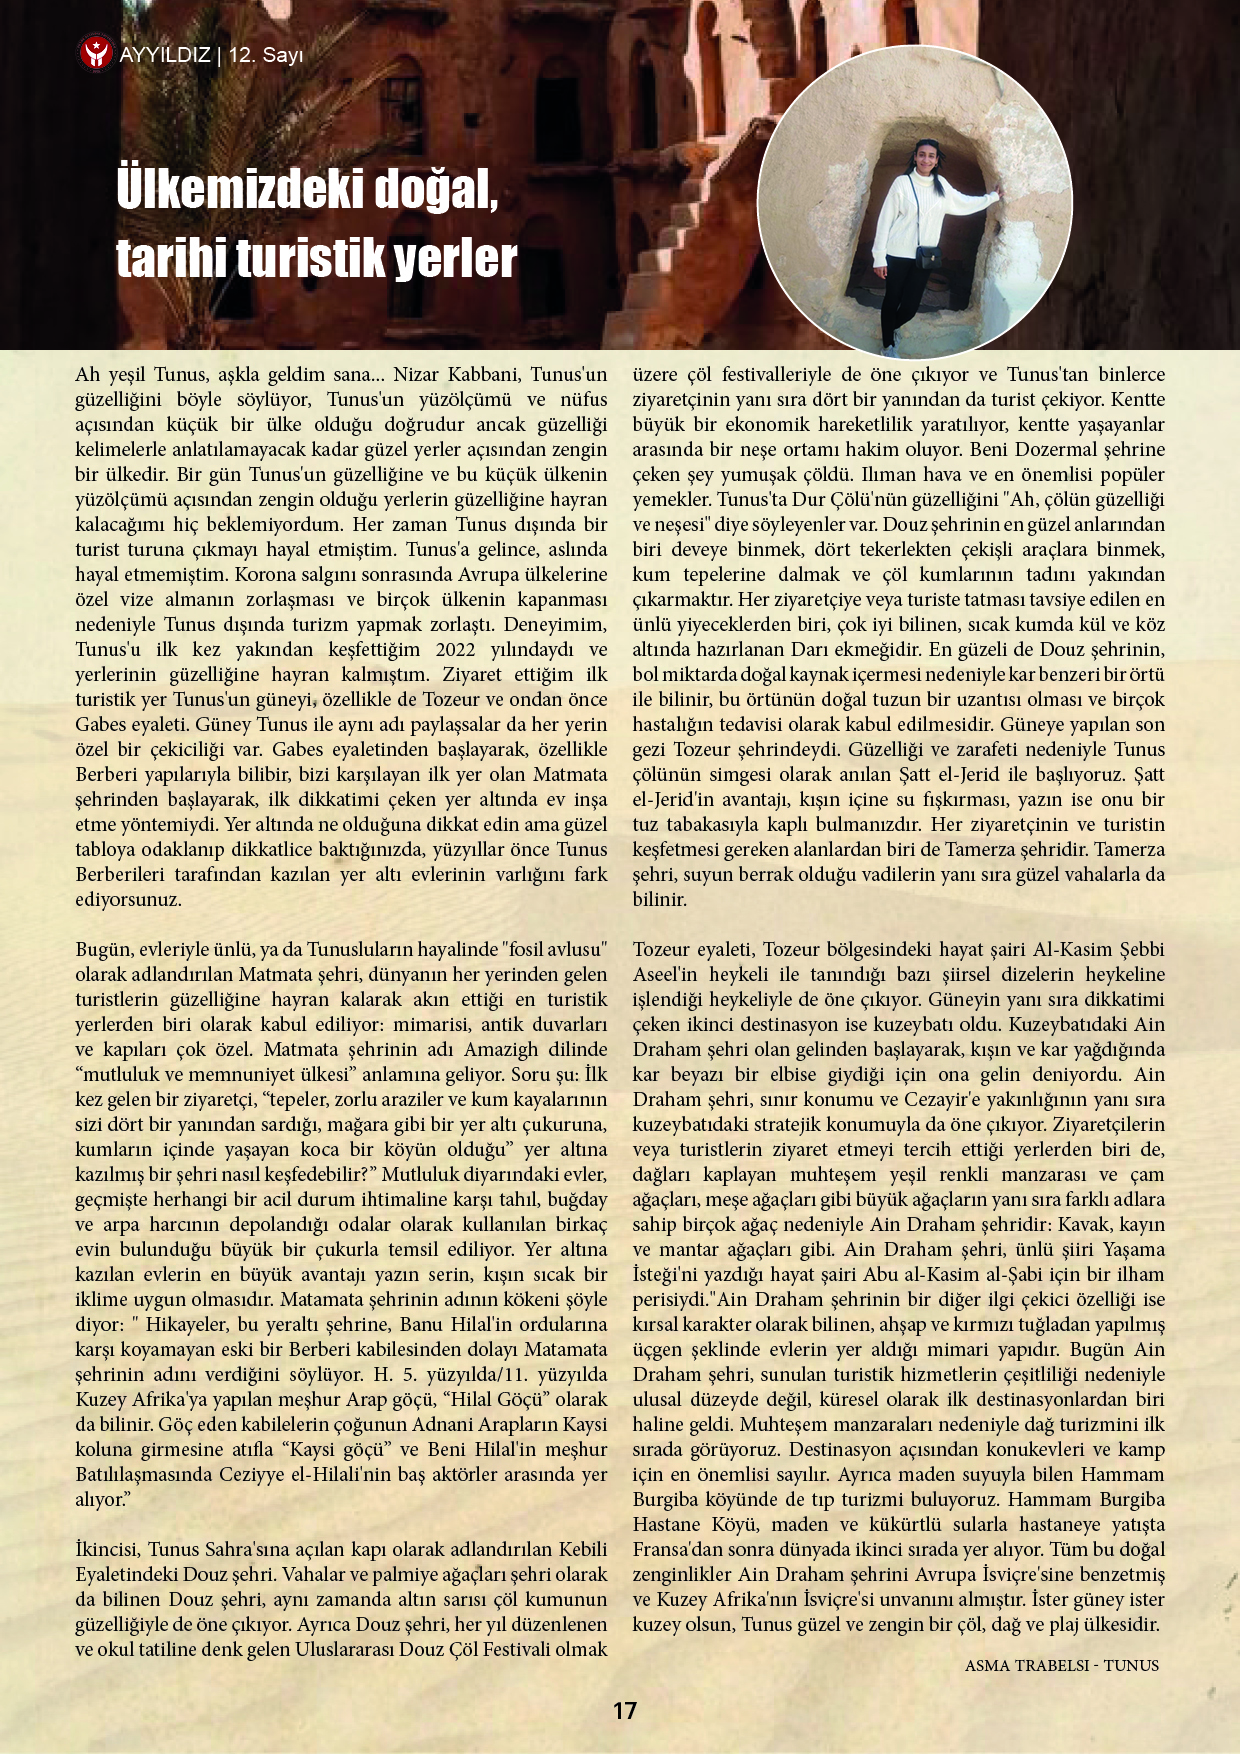 AYYILDIZ | 12. Sayı
Ülkemizdeki doğal,
tarihi turistik yerler
Ah yeşil Tunus, aşkla geldim sana... Nizar Kabbani, Tunus'un
güzelliğini böyle söylüyor, Tunus'un yüzölçümü ve nüfus
açısından küçük bir ülke olduğu doğrudur ancak güzelliği
kelimelerle anlatılamayacak kadar güzel yerler açısından zengin
bir ülkedir. Bir gün Tunus'un güzelliğine ve bu küçük ülkenin
yüzölçümü açısından zengin olduğu yerlerin güzelliğine hayran
kalacağımı hiç beklemiyordum. Her zaman Tunus dışında bir
turist turuna çıkmayı hayal etmiştim. Tunus'a gelince, aslında
hayal etmemiştim. Korona salgını sonrasında Avrupa ülkelerine
özel vize almanın zorlaşması ve birçok ülkenin kapanması
nedeniyle Tunus dışında turizm yapmak zorlaştı. Deneyimim,
Tunus'u ilk kez yakından keşfettiğim 2022 yılındaydı ve
yerlerinin güzelliğine hayran kalmıştım. Ziyaret ettiğim ilk
turistik yer Tunus'un güneyi, özellikle de Tozeur ve ondan önce
Gabes eyaleti. Güney Tunus ile aynı adı paylaşsalar da her yerin
özel bir çekiciliği var. Gabes eyaletinden başlayarak, özellikle
Berberi yapılarıyla bilibir, bizi karşılayan ilk yer olan Matmata
şehrinden başlayarak, ilk dikkatimi çeken yer altında ev inşa
etme yöntemiydi. Yer altında ne olduğuna dikkat edin ama güzel
tabloya odaklanıp dikkatlice baktığınızda, yüzyıllar önce Tunus
Berberileri tarafından kazılan yer altı evlerinin varlığını fark
ediyorsunuz.
Bugün, evleriyle ünlü, ya da Tunusluların hayalinde "fosil avlusu"
olarak adlandırılan Matmata şehri, dünyanın her yerinden gelen
turistlerin güzelliğine hayran kalarak akın ettiği en turistik
yerlerden biri olarak kabul ediliyor: mimarisi, antik duvarları
ve kapıları çok özel. Matmata şehrinin adı Amazigh dilinde
“mutluluk ve memnuniyet ülkesi” anlamına geliyor. Soru şu: İlk
kez gelen bir ziyaretçi, “tepeler, zorlu araziler ve kum kayalarının
sizi dört bir yanından sardığı, mağara gibi bir yer altı çukuruna,
kumların içinde yaşayan koca bir köyün olduğu” yer altına
kazılmış bir şehri nasıl keşfedebilir?” Mutluluk diyarındaki evler,
geçmişte herhangi bir acil durum ihtimaline karşı tahıl, buğday
ve arpa harcının depolandığı odalar olarak kullanılan birkaç
evin bulunduğu büyük bir çukurla temsil ediliyor. Yer altına
kazılan evlerin en büyük avantajı yazın serin, kışın sıcak bir
iklime uygun olmasıdır. Matamata şehrinin adının kökeni şöyle
diyor: " Hikayeler, bu yeraltı şehrine, Banu Hilal'in ordularına
karşı koyamayan eski bir Berberi kabilesinden dolayı Matamata
şehrinin adını verdiğini söylüyor. H. 5. yüzyılda/11. yüzyılda
Kuzey Afrika'ya yapılan meşhur Arap göçü, “Hilal Göçü” olarak
da bilinir. Göç eden kabilelerin çoğunun Adnani Arapların Kaysi
koluna girmesine atıfla “Kaysi göçü” ve Beni Hilal'in meşhur
Batılılaşmasında Ceziyye el-Hilali'nin baş aktörler arasında yer
alıyor.”
İkincisi, Tunus Sahra'sına açılan kapı olarak adlandırılan Kebili
Eyaletindeki Douz şehri. Vahalar ve palmiye ağaçları şehri olarak
da bilinen Douz şehri, aynı zamanda altın sarısı çöl kumunun
güzelliğiyle de öne çıkıyor. Ayrıca Douz şehri, her yıl düzenlenen
ve okul tatiline denk gelen Uluslararası Douz Çöl Festivali olmak
üzere çöl festivalleriyle de öne çıkıyor ve Tunus'tan binlerce
ziyaretçinin yanı sıra dört bir yanından da turist çekiyor. Kentte
büyük bir ekonomik hareketlilik yaratılıyor, kentte yaşayanlar
arasında bir neşe ortamı hakim oluyor. Beni Dozermal şehrine
çeken şey yumuşak çöldü. Ilıman hava ve en önemlisi popüler
yemekler. Tunus'ta Dur Çölü'nün güzelliğini "Ah, çölün güzelliği
ve neşesi" diye söyleyenler var. Douz şehrinin en güzel anlarından
biri deveye binmek, dört tekerlekten çekişli araçlara binmek,
kum tepelerine dalmak ve çöl kumlarının tadını yakından
çıkarmaktır. Her ziyaretçiye veya turiste tatması tavsiye edilen en
ünlü yiyeceklerden biri, çok iyi bilinen, sıcak kumda kül ve köz
altında hazırlanan Darı ekmeğidir. En güzeli de Douz şehrinin,
bol miktarda doğal kaynak içermesi nedeniyle kar benzeri bir örtü
ile bilinir, bu örtünün doğal tuzun bir uzantısı olması ve birçok
hastalığın tedavisi olarak kabul edilmesidir. Güneye yapılan son
gezi Tozeur şehrindeydi. Güzelliği ve zarafeti nedeniyle Tunus
çölünün simgesi olarak anılan Şatt el-Jerid ile başlıyoruz. Şatt
el-Jerid'in avantajı, kışın içine su fışkırması, yazın ise onu bir
tuz tabakasıyla kaplı bulmanızdır. Her ziyaretçinin ve turistin
keşfetmesi gereken alanlardan biri de Tamerza şehridir. Tamerza
şehri, suyun berrak olduğu vadilerin yanı sıra güzel vahalarla da
bilinir.
Tozeur eyaleti, Tozeur bölgesindeki hayat şairi Al-Kasim Şebbi
Aseel'in heykeli ile tanındığı bazı şiirsel dizelerin heykeline
işlendiği heykeliyle de öne çıkıyor. Güneyin yanı sıra dikkatimi
çeken ikinci destinasyon ise kuzeybatı oldu. Kuzeybatıdaki Ain
Draham şehri olan gelinden başlayarak, kışın ve kar yağdığında
kar beyazı bir elbise giydiği için ona gelin deniyordu. Ain
Draham şehri, sınır konumu ve Cezayir'e yakınlığının yanı sıra
kuzeybatıdaki stratejik konumuyla da öne çıkıyor. Ziyaretçilerin
veya turistlerin ziyaret etmeyi tercih ettiği yerlerden biri de,
dağları kaplayan muhteşem yeşil renkli manzarası ve çam
ağaçları, meşe ağaçları gibi büyük ağaçların yanı sıra farklı adlara
sahip birçok ağaç nedeniyle Ain Draham şehridir: Kavak, kayın
ve mantar ağaçları gibi. Ain Draham şehri, ünlü şiiri Yaşama
İsteği'ni yazdığı hayat şairi Abu al-Kasim al-Şabi için bir ilham
perisiydi."Ain Draham şehrinin bir diğer ilgi çekici özelliği ise
kırsal karakter olarak bilinen, ahşap ve kırmızı tuğladan yapılmış
üçgen şeklinde evlerin yer aldığı mimari yapıdır. Bugün Ain
Draham şehri, sunulan turistik hizmetlerin çeşitliliği nedeniyle
ulusal düzeyde değil, küresel olarak ilk destinasyonlardan biri
haline geldi. Muhteşem manzaraları nedeniyle dağ turizmini ilk
sırada görüyoruz. Destinasyon açısından konukevleri ve kamp
için en önemlisi sayılır. Ayrıca maden suyuyla bilen Hammam
Burgiba köyünde de tıp turizmi buluyoruz. Hammam Burgiba
Hastane Köyü, maden ve kükürtlü sularla hastaneye yatışta
Fransa'dan sonra dünyada ikinci sırada yer alıyor. Tüm bu doğal
zenginlikler Ain Draham şehrini Avrupa İsviçre'sine benzetmiş
ve Kuzey Afrika'nın İsviçre'si unvanını almıştır. İster güney ister
kuzey olsun, Tunus güzel ve zengin bir çöl, dağ ve plaj ülkesidir.
ASMA TRABELSI - TUNUS
17